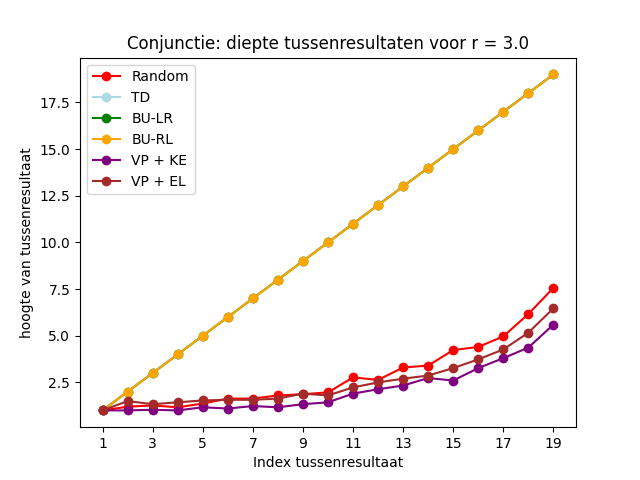 Conjunctie: diepte tussenresultaten voor r = 3.0
Random
TD
BU-LR
BU-RL
VP + KE
VP + EL
hoogte van tussenresultaat
17.5
15.0
12.5
10.0
7.5
5.0
2.5
1 3 5 7 9 11 13 15 17 19
Index tussenresultaat